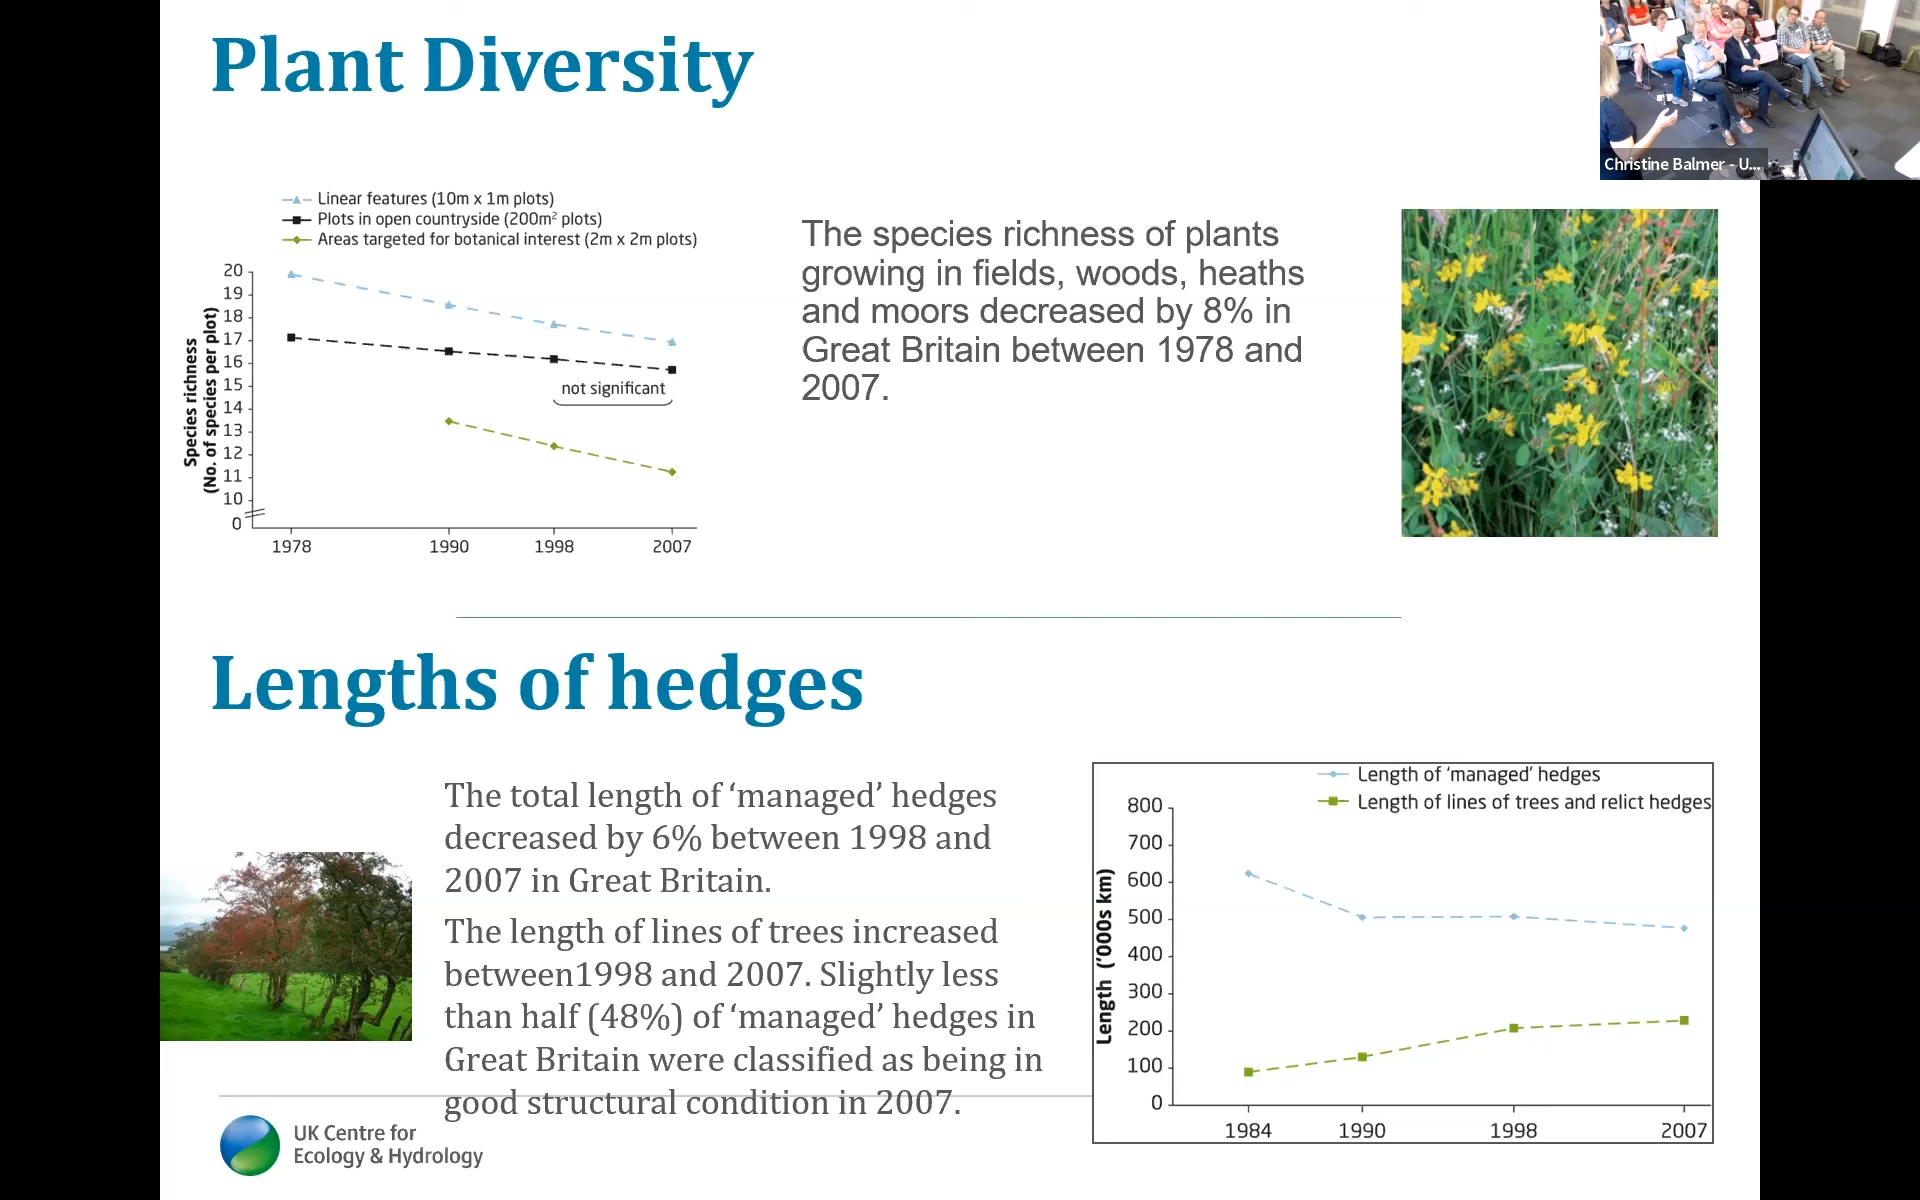 Plant Diversity
Christine Balmer - U...
Linear features (10m x 1m plots)
Plots in open countryside (200m² plots)
Areas targeted for botanical interest (2m x 2m plots)
Species richness
(No. of species per plot)
20
19
18
17
16
15
14
13
12
11
10
0
not significant
1978 1990 1998 2007
The species richness of plants
growing in fields, woods, heaths
and moors decreased by 8% in
Great Britain between 1978 and
2007.
Lengths of hedges
The total length of ‘managed’ hedges
decreased by 6% between 1998 and
2007 in Great Britain.
The length of lines of trees increased
between1998 and 2007. Slightly less
than half (48%) of ‘managed’ hedges in
Great Britain were classified as being in
good structural condition in 2007.
Length of ‘managed’ hedges
Length of lines of trees and relict hedges
Length (‘000s km)
800
700
600
500
400
300
200
100
0
1984 1990 1998 2007
UK Centre for
Ecology & Hydrology